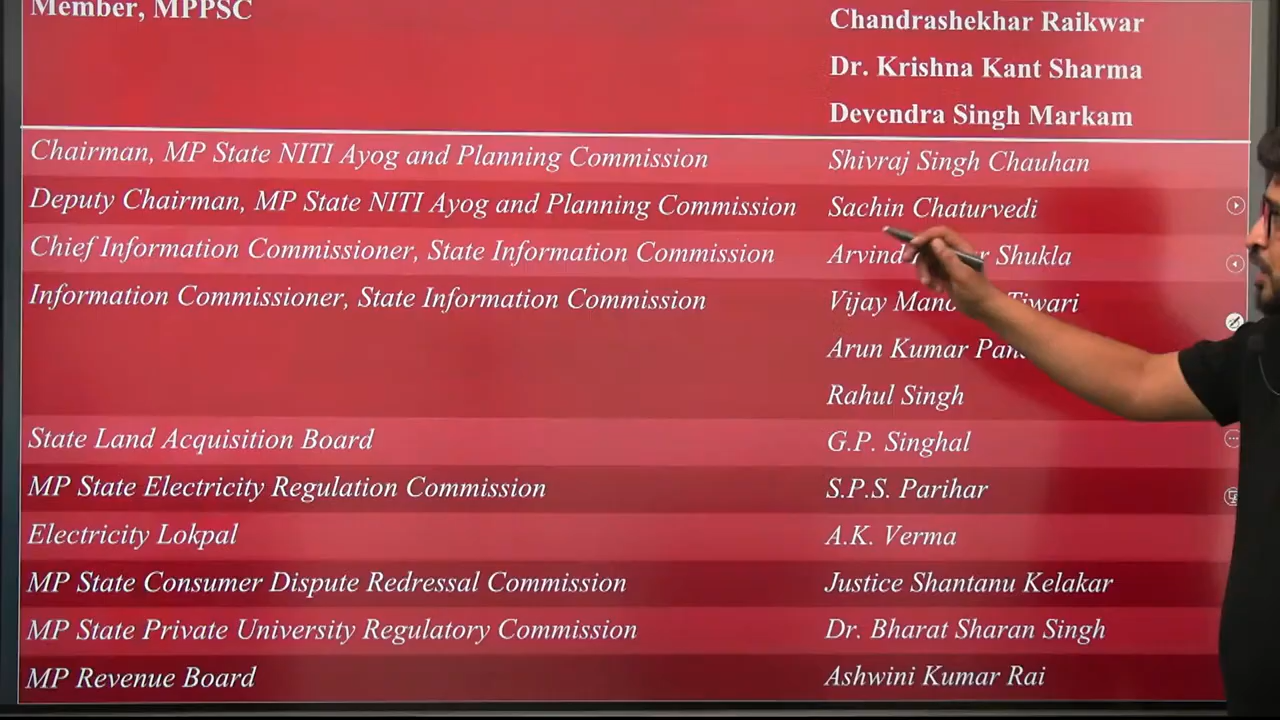 Member, MPPSC
Chandrashekhar Raikwar
Dr. Krishna Kant Sharma
Devendra Singh Markam
Chairman, MP State NITI Ayog and Planning Commission Shivraj Singh Chauhan
Deputy Chairman, MP State NITI Ayog and Planning Commission Sachin Chaturvedi
Chief Information Commissioner, State Information Commission Arvind Shukla
Information Commissioner, State Information Commission Vijay Tiwari
Arun Kumar
Rahul Singh
State Land Acquisition Board G.P. Singhal
MP State Electricity Regulation Commission S.P.S. Parihar
Electricity Lokpal A.K. Verma
MP State Consumer Dispute Redressal Commission Justice Shantanu Kelakar
MP State Private University Regulatory Commission Dr. Bharat Sharan Singh
MP Revenue Board Ashwini Kumar Rai